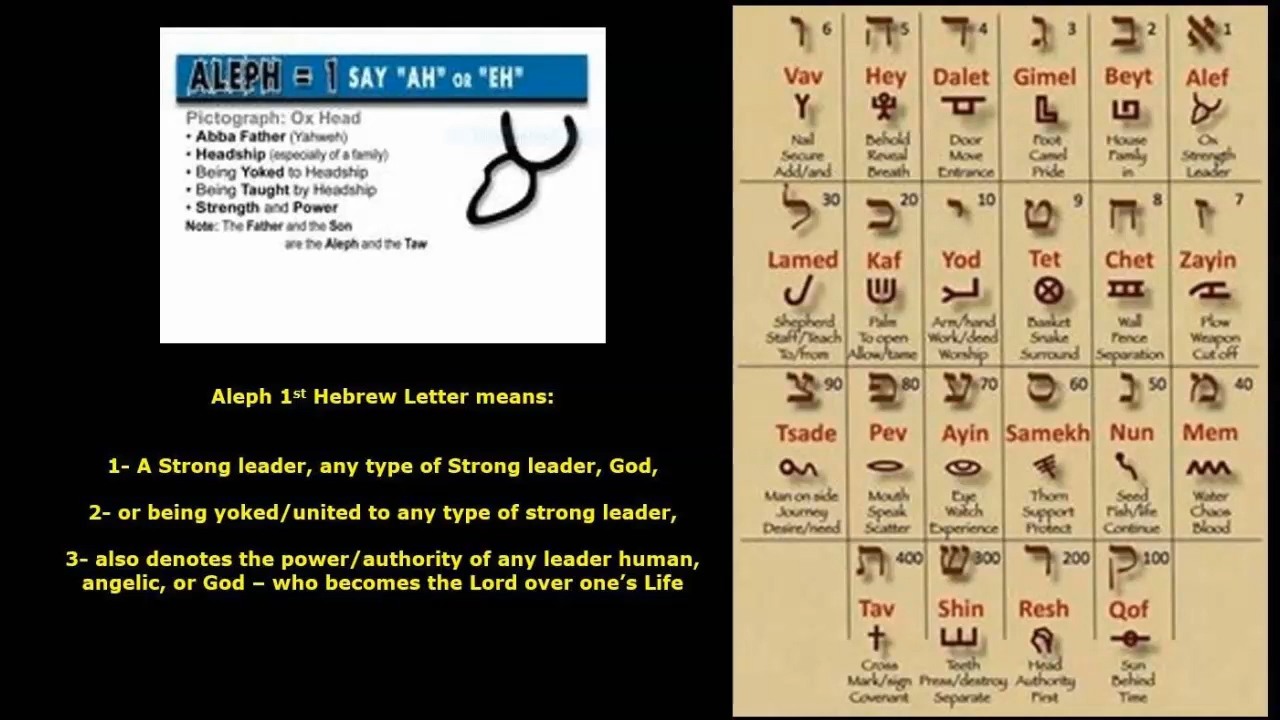 ALEPH = 1 SAY "AH" OR "EH"
Pictograph: Ox Head
• Abba Father (Yahweh)
• Headship (especially of a family)
• Being Yoked to Headship
• Being Taught by Headship
• Strength and Power
Note: The Father and the Son
are the Aleph and the Taw
Aleph 1st Hebrew Letter means:
1- A Strong leader, any type of Strong leader, God,
2- or being yoked/united to any type of strong leader,
3- also denotes the power/authority of any leader human,
angelic, or God – who becomes the Lord over one's Life
ו 6 ה 5 ד 4 ג 3 ב 2 א 1
Vav Hey Dalet Gimel Beyt Alef
Nail Behold Door Foot House Ox
Secure Reveal Move Camel Family Strength
Add/and Breath Entrance Pride in Leader
ל 30 כ 20 י 10 ט 9 ח 8 ז 7
Lamed Kaf Yod Tet Chet Zayin
Shepherd Palm Arm/hand Basket Wall Plow
Staff/Teach To open Work/deed Snake Fence Weapon
To/from Allow/tame Worship Surround Separation Cut off
צ 90 פ 80 ע 70 ס 60 נ 50 מ 40
Tsade Pey Ayin Samekh Nun Mem
Man on side Mouth Eye Thorn Seed Water
Journey Speak Watch Support Fish/life Chaos
Desire/need Scatter Experience Protect Continue Blood
ת 400 ש 300 ר 200 ק 100
Tav Shin Resh Qof
Cross Teeth Head Sun
Mark/sign Press/destroy Authority Behind
Covenant Separate First Time